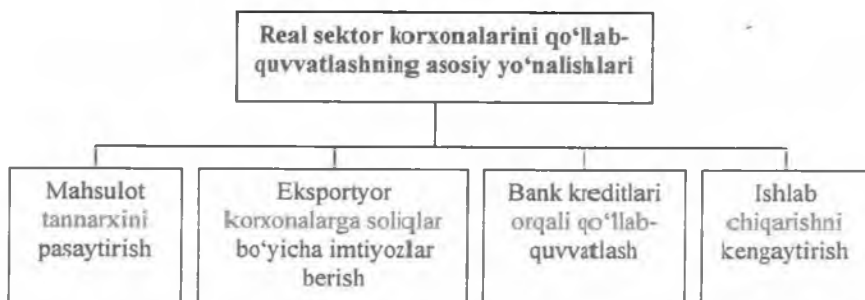 Real sektor korxonalarini qo‘llab-
quvvatlashning asosiy yo‘nalishlari
Mahsulot
tannarxini
pasaytirish
Eksportyor
korxonalarga soliqlar
bo‘yicha imtiyozlar
berish
Bank kreditlari
orqali qo‘llab-
quvvatlash
Ishlab
chiqarishni
kengaytirish